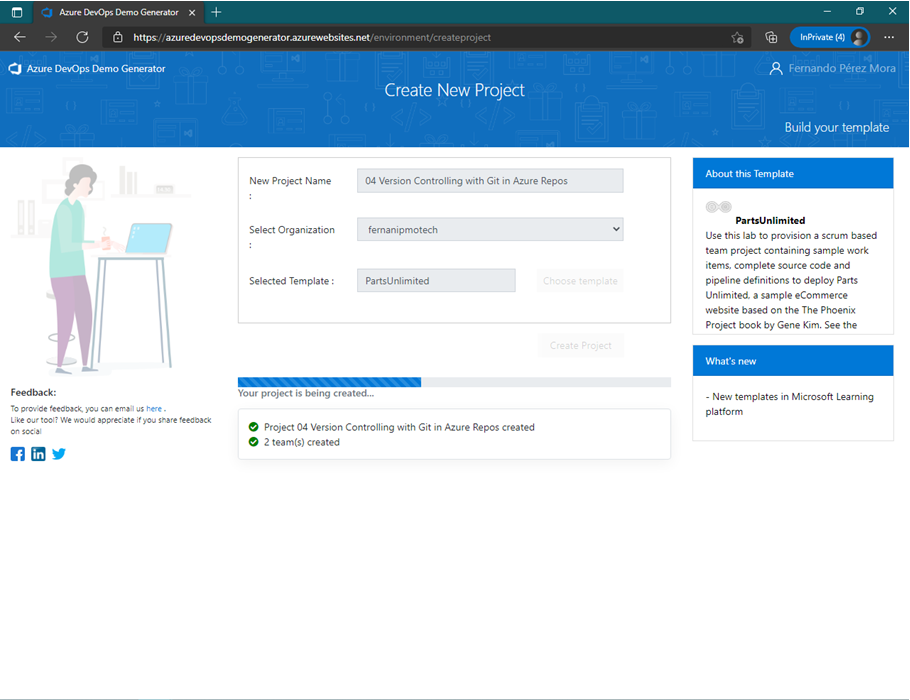 Azure DevOps Demo Generator
https://azuredevopsdemogenerator.azurewebsites.net/environment/createproject
InPrivate (4)
Azure DevOps Demo Generator
Fernando Pérez Mora
Create New Project
Build your template
New Project Name
:
04 Version Controlling with Git in Azure Repos
Select Organization
:
fernanipmotech
Selected Template :
PartsUnlimited
Choose template
Create Project
Your project is being created...
Project 04 Version Controlling with Git in Azure Repos created
2 team(s) created
About this Template
PartsUnlimited
Use this lab to provision a scrum based
team project containing sample work
items, complete source code and
pipeline definitions to deploy Parts
Unlimited, a sample eCommerce
website based on the The Phoenix
Project book by Gene Kim. See the
What's new
- New templates in Microsoft Learning
platform
Feedback:
To provide feedback, you can email us here .
Like our tool? We would appreciate if you share feedback
on social